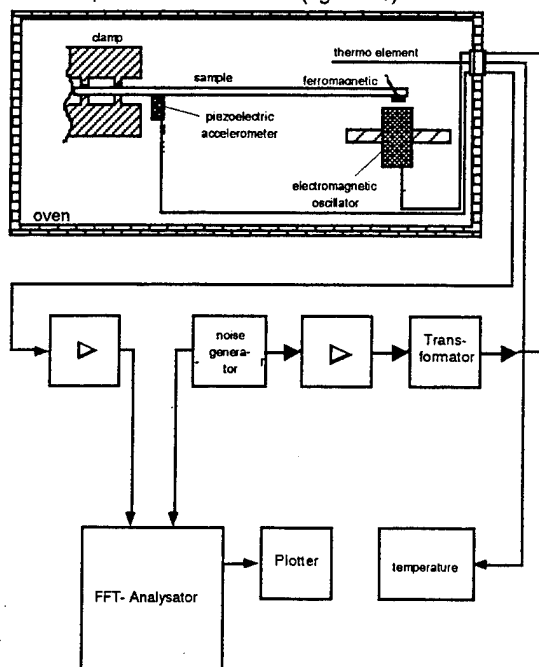 clamp
thermo element
sample
ferromagnetic
piezoelectric
accelerometer
electromagnetic
oscillator
oven
noise
genera-
tor
Trans-
formator
FFT- Analysator
Plotter
temperature